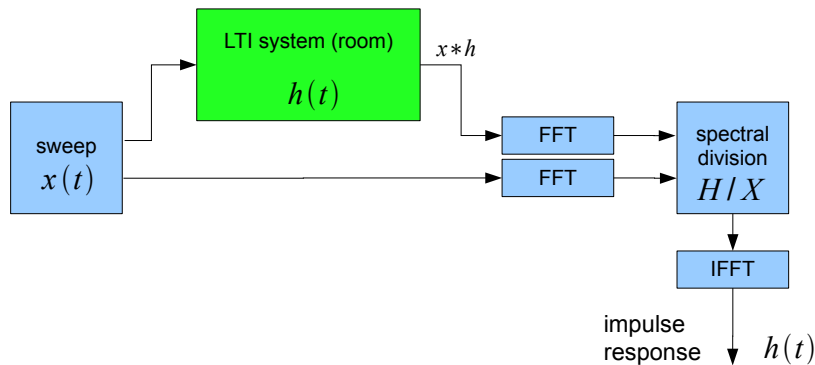 LTI system (room)
h(t)
x∗h
sweep
x(t)
FFT
FFT
spectral
division
H / X
IFFT
impulse
response
h(t)